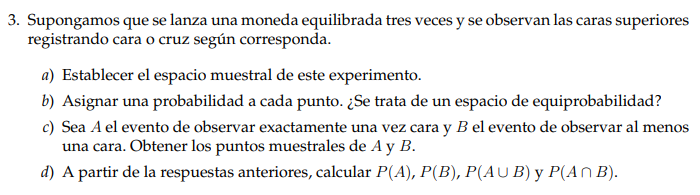 3. Supongamos que se lanza una moneda equilibrada tres veces y se observan las caras superiores
registrando cara o cruz según corresponda.
a) Establecer el espacio muestral de este experimento.
b) Asignar una probabilidad a cada punto. ¿Se trata de un espacio de equiprobabilidad?
c) Sea A el evento de observar exactamente una vez cara y B el evento de observar al menos
una cara. Obtener los puntos muestrales de A y B.
d) A partir de la respuestas anteriores, calcular P(A), P(B), P(A ∪ B) y P(A ∩ B).